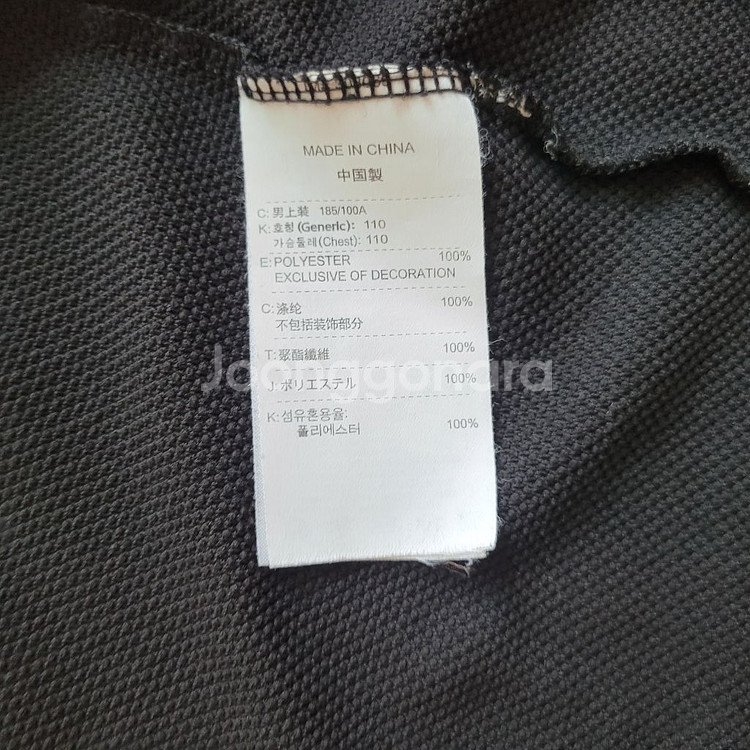 MADE IN CHINA
中国製
C: 男上装 185/100A
K: 호칭(Generic): 110
가슴둘레(Chest): 110
E: POLYESTER 100%
EXCLUSIVE OF DECORATION
C: 涤纶 100%
不包括装饰部分
T: 聚酯纖維 100%
Joonggonara
J: ポリエステル 100%
K: 섬유혼용율:
폴리에스터 100%